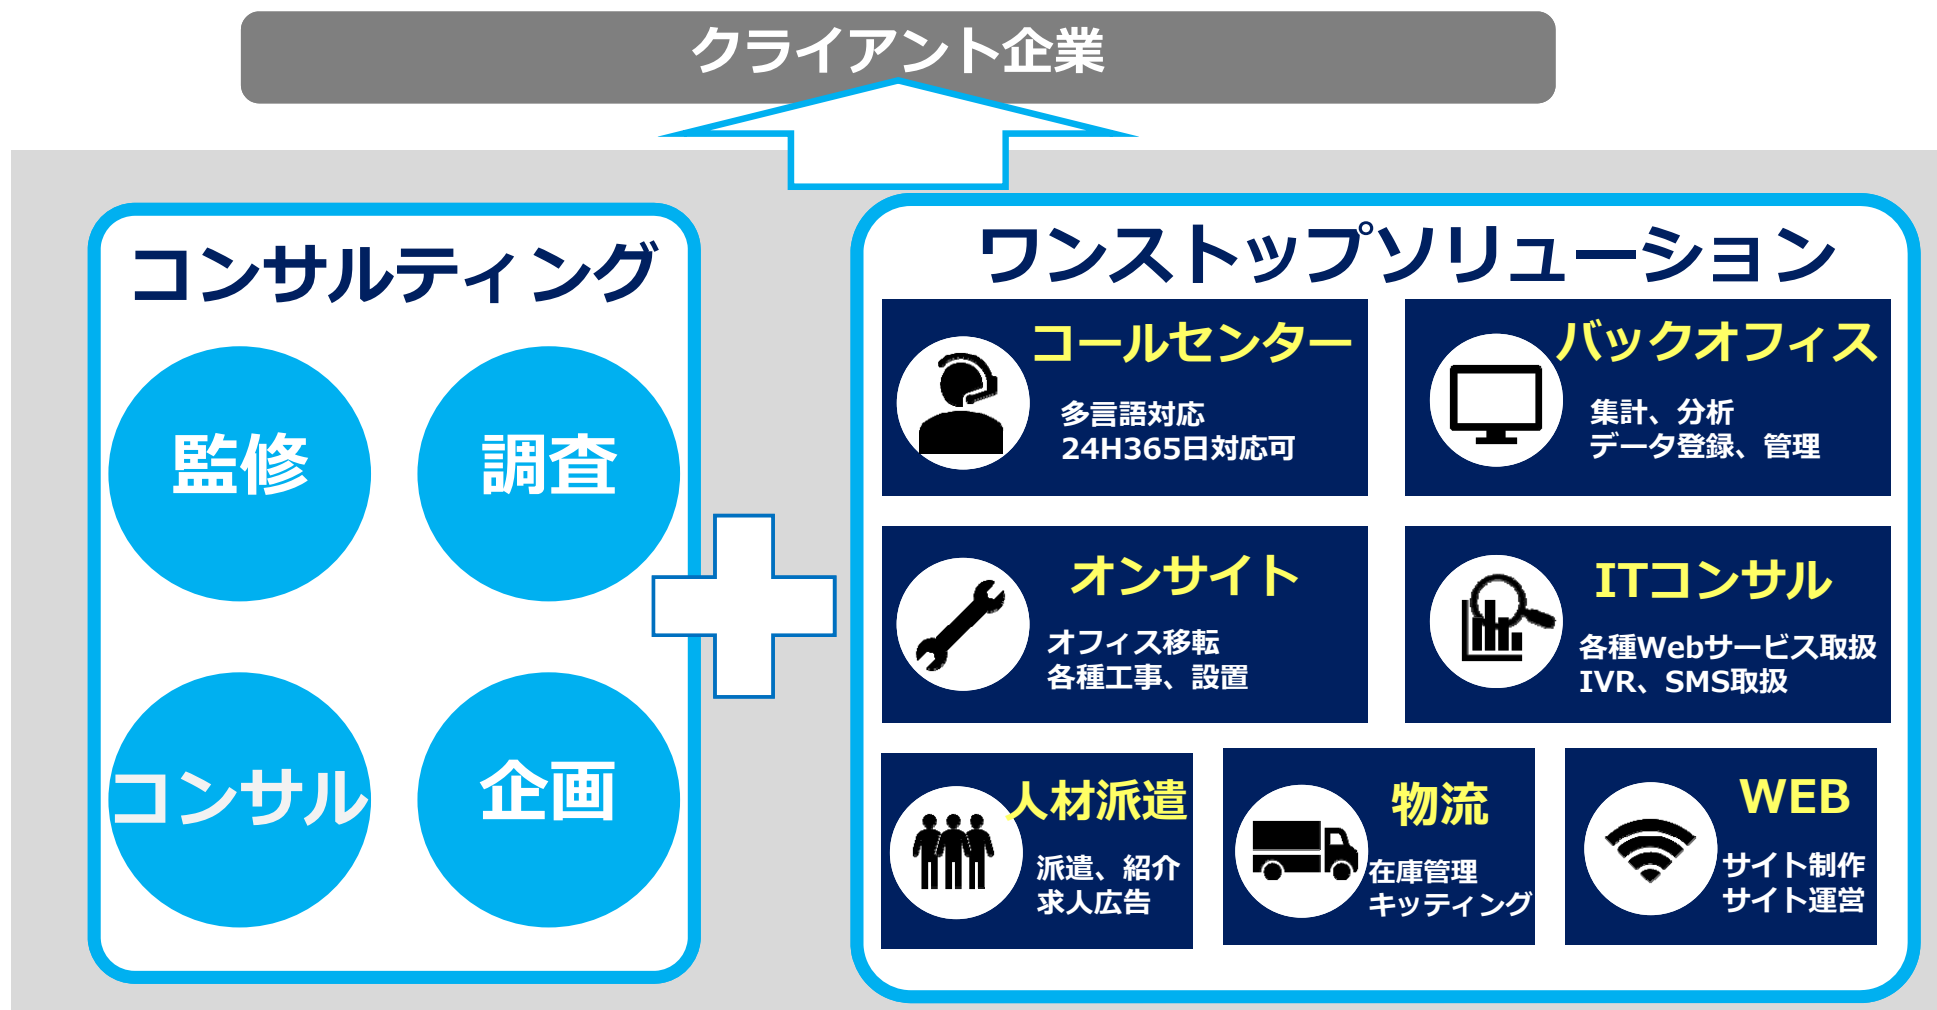 クライアント企業
コンサルティング
監修
調査
コンサル
企画
ワンストップソリューション
コールセンター
多言語対応
24H365日対応可
バックオフィス
集計、分析
データ登録、管理
オンサイト
オフィス移転
各種工事、設置
ITコンサル
各種Webサービス取扱
IVR、SMS取扱
人材派遣
派遣、紹介
求人広告
物流
在庫管理
キッティング
WEB
サイト制作
サイト運営